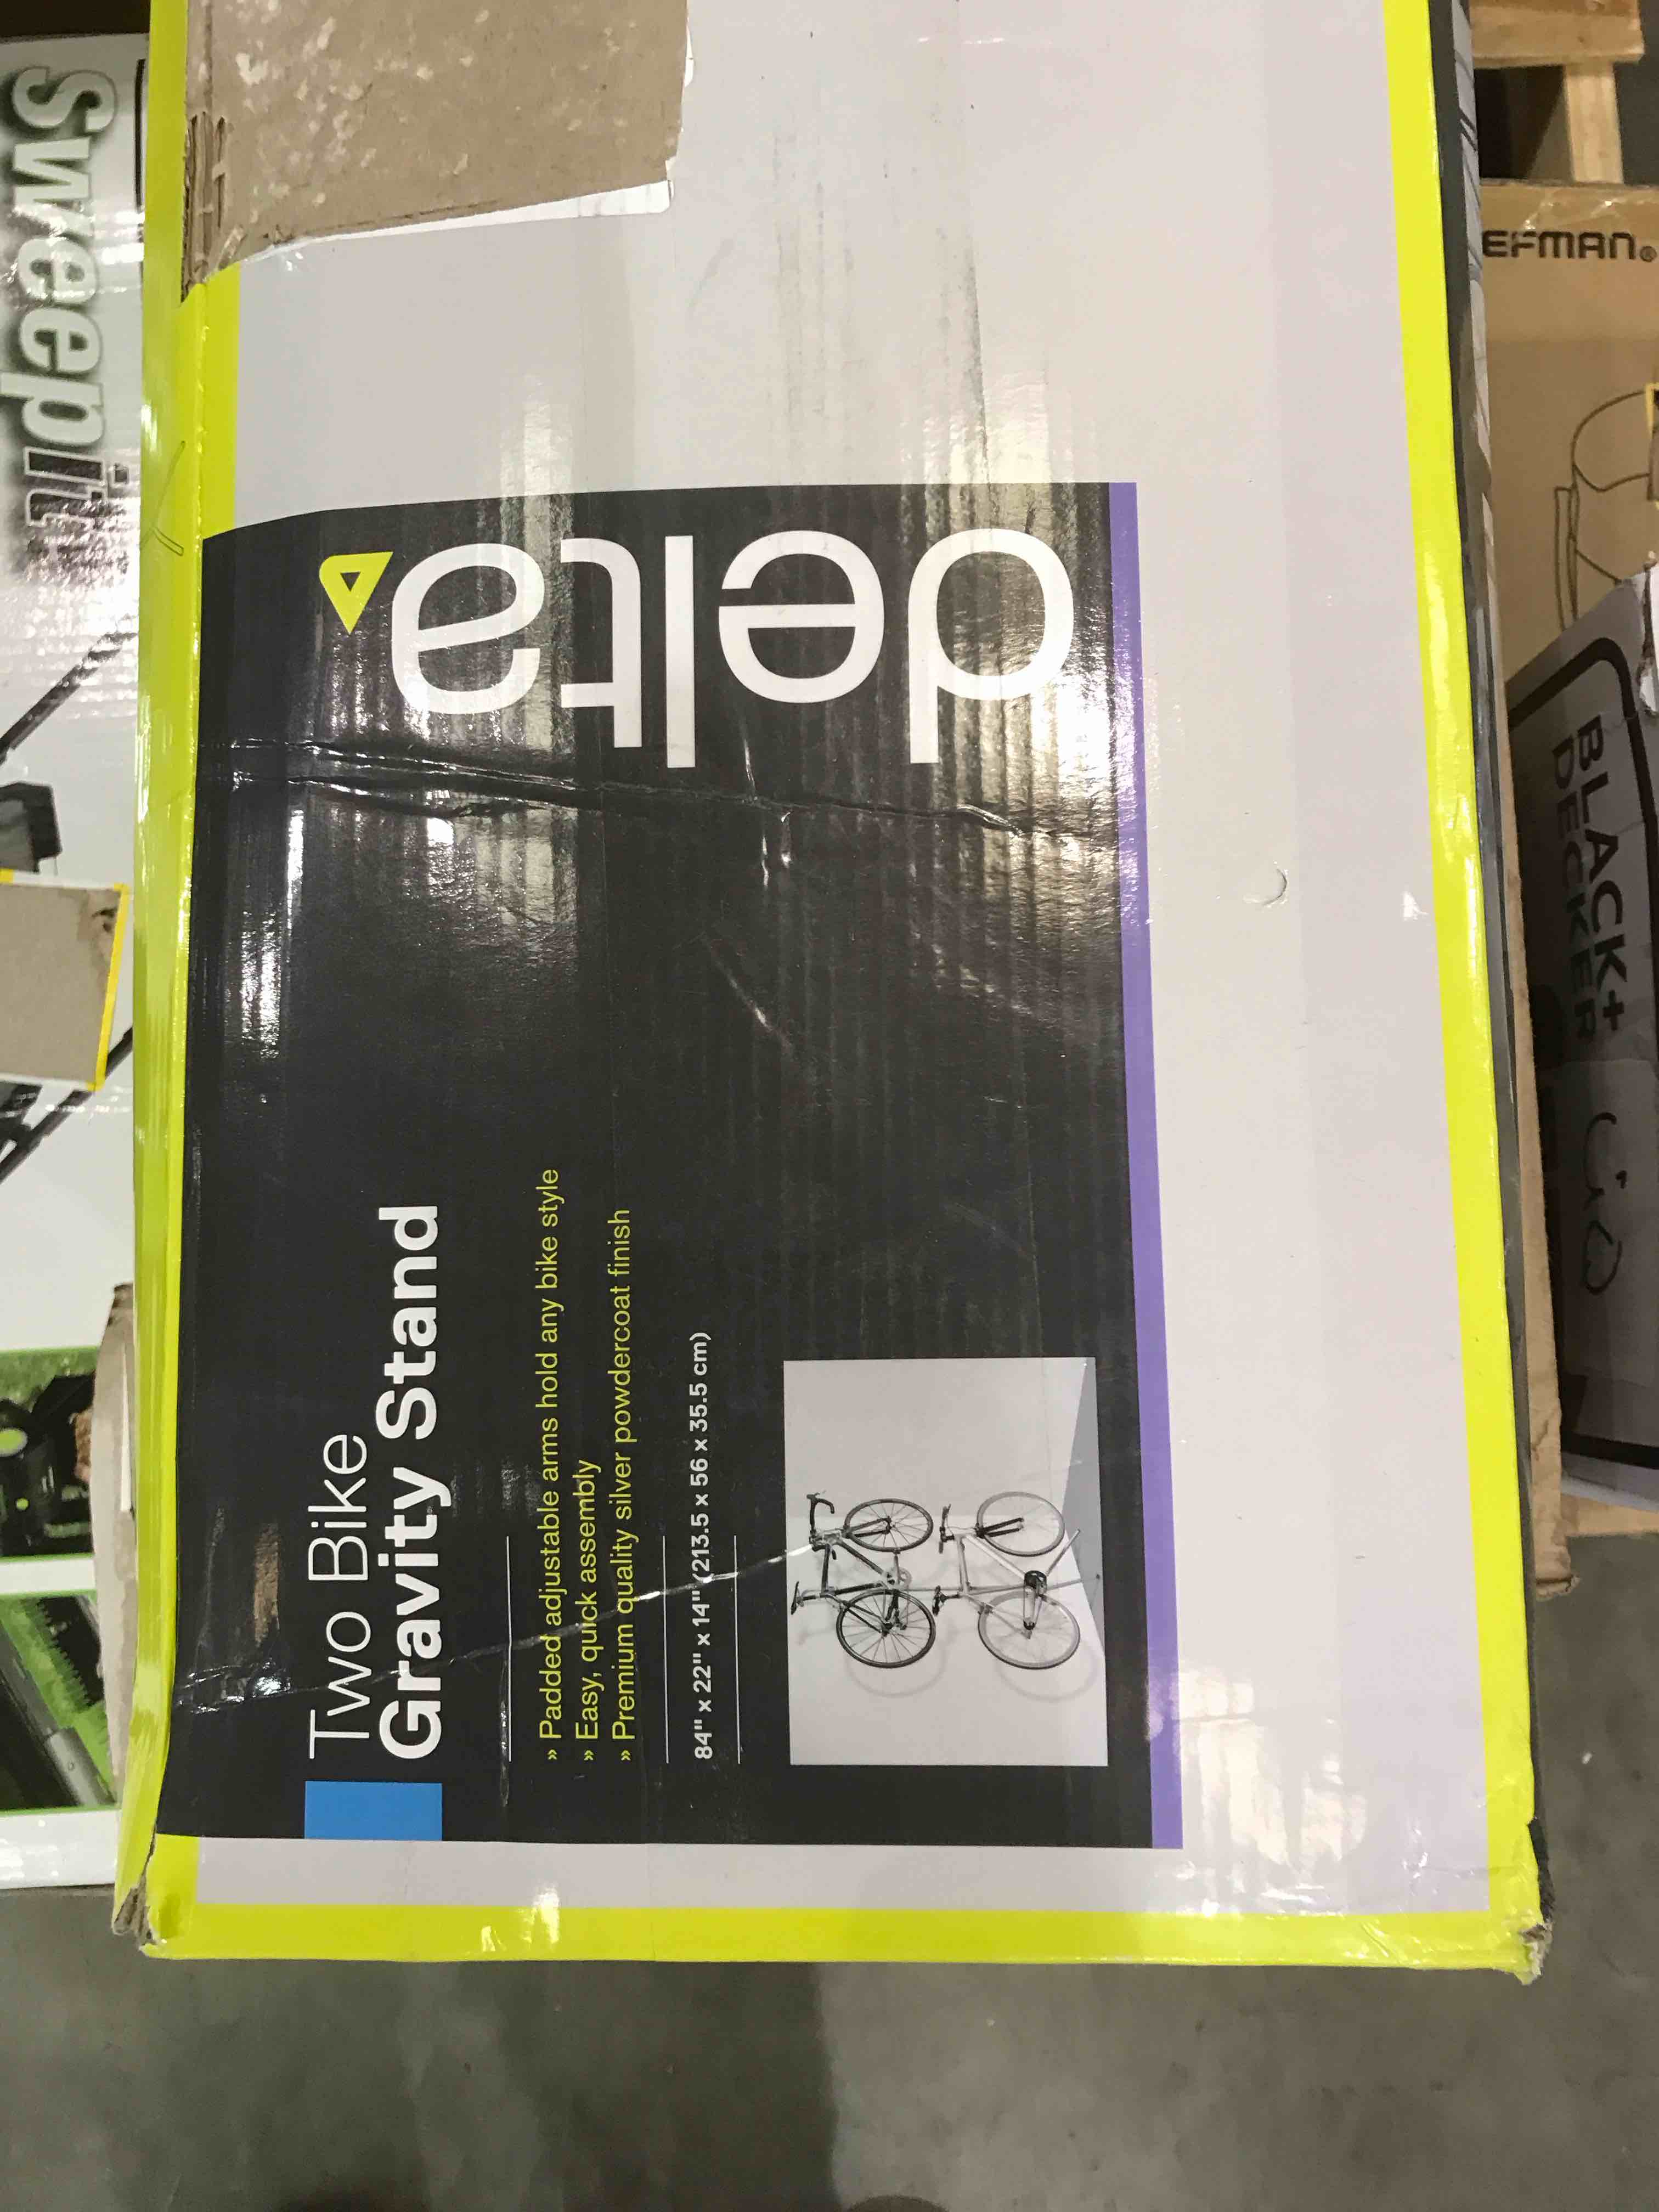 delta
Two Bike
Gravity Stand
» Padded adjustable arms hold any bike style
» Easy, quick assembly
» Premium quality silver powdercoat finish
84" x 22" x 14" (213.5 x 56 x 35.5 cm)
Sweepit
EFMAN®
BLACK+
DECKER